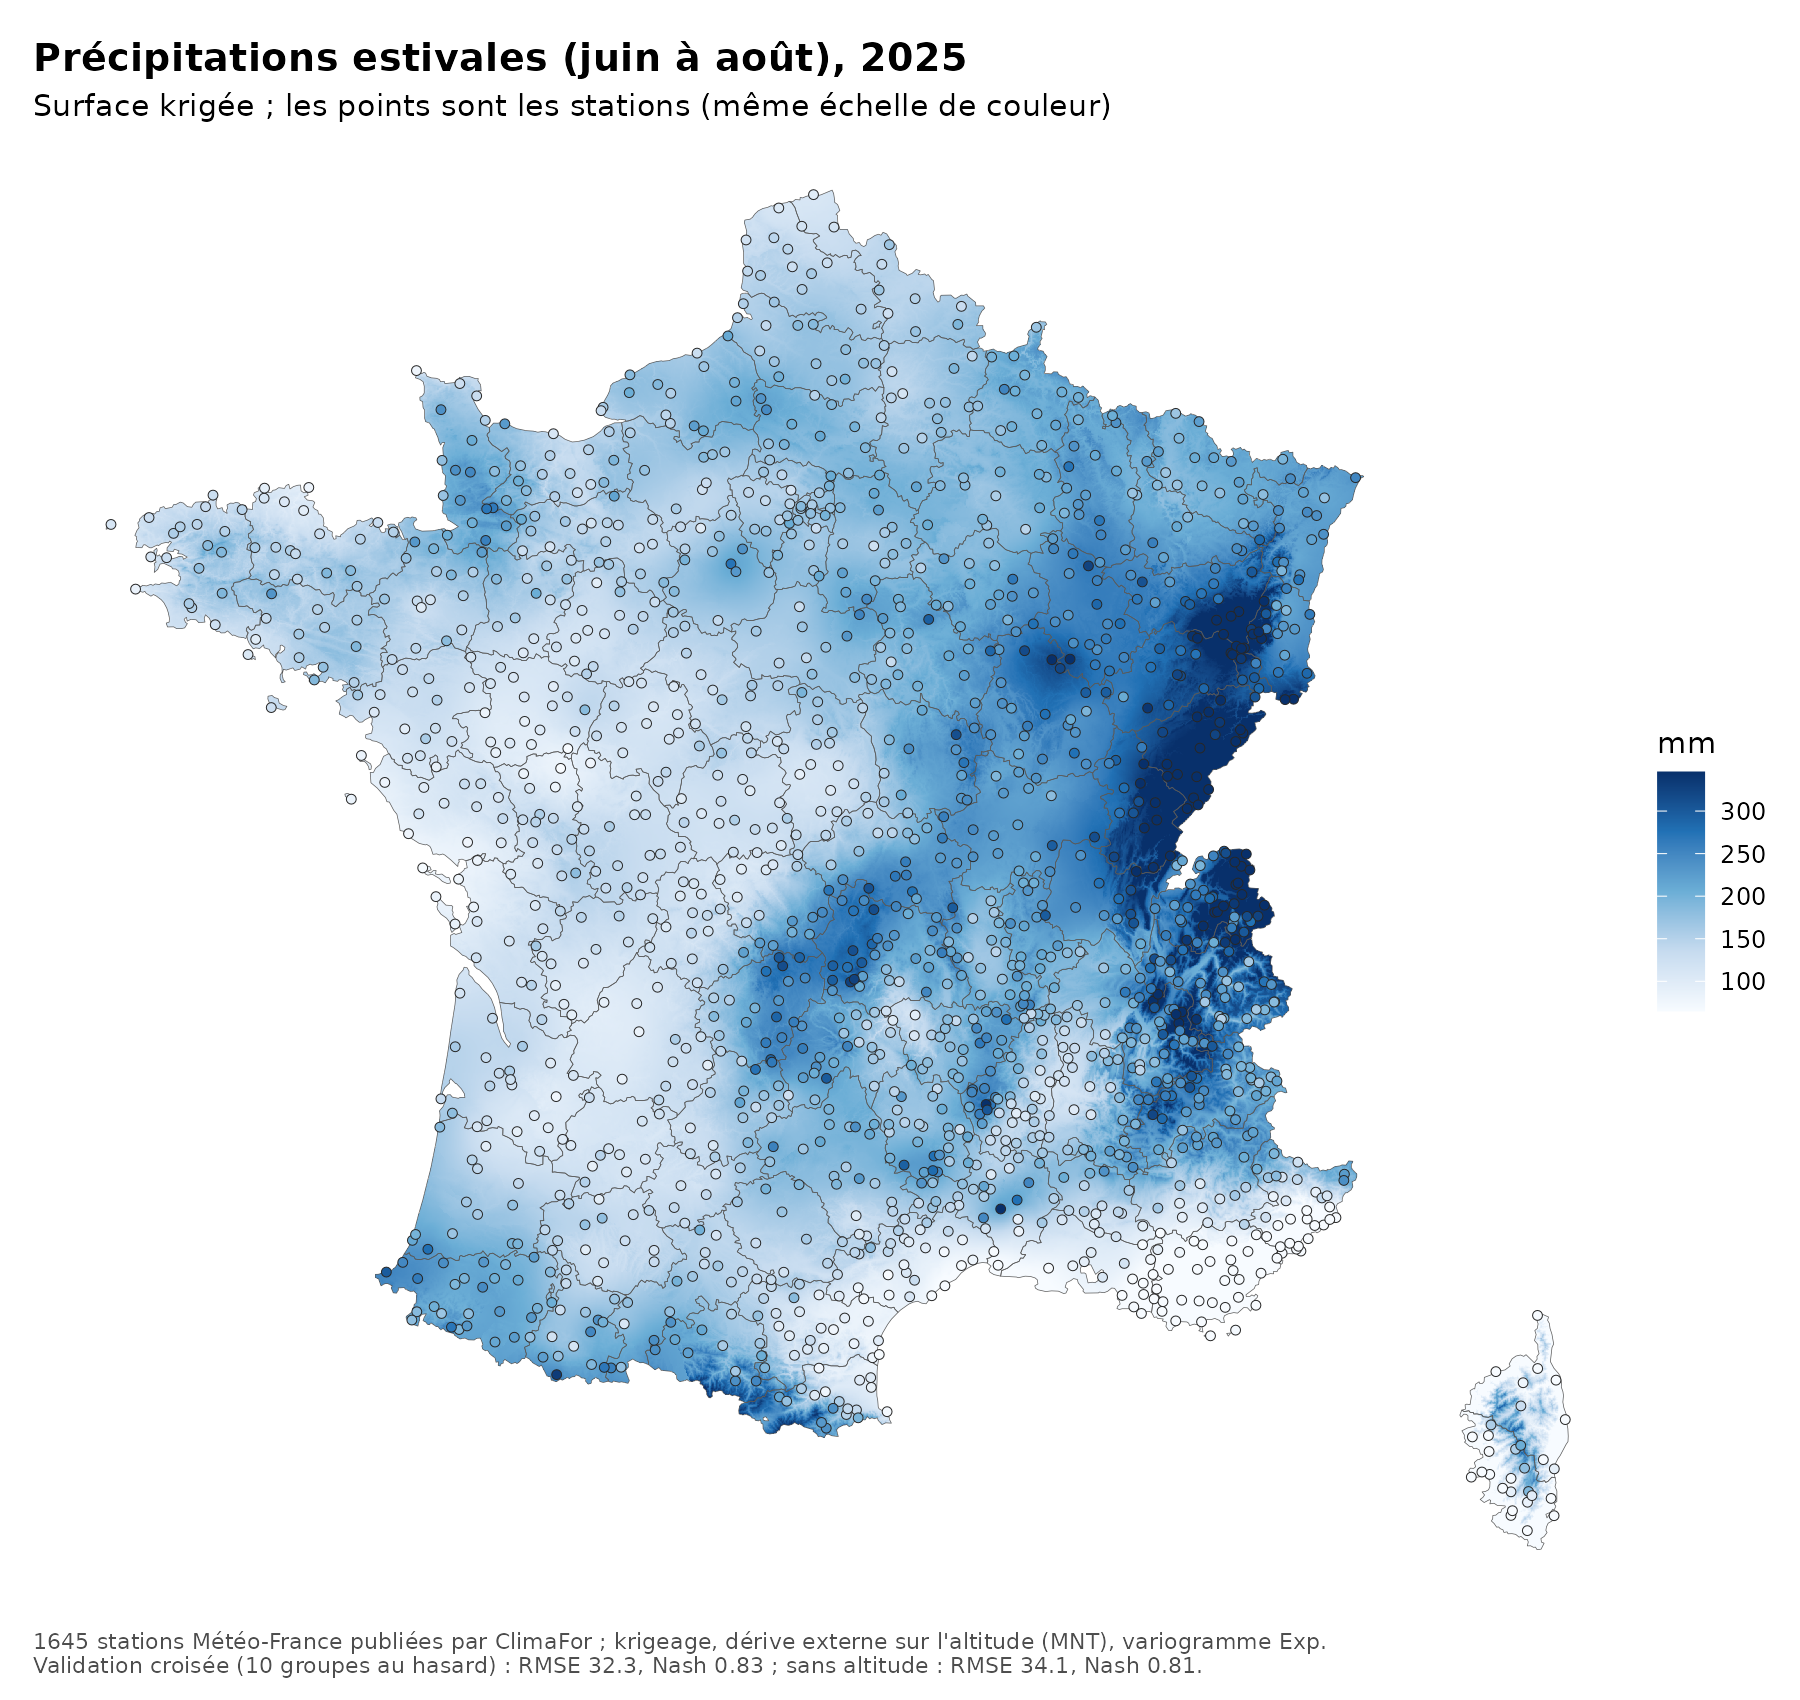 Précipitations estivales (juin à août), 2025
Surface krigée ; les points sont les stations (même échelle de couleur)
mm
300
250
200
150
100
1645 stations Météo-France publiées par ClimaFor ; krigeage, dérive externe sur l'altitude (MNT), variogramme Exp.
Validation croisée (10 groupes au hasard) : RMSE 32.3, Nash 0.83 ; sans altitude : RMSE 34.1, Nash 0.81.